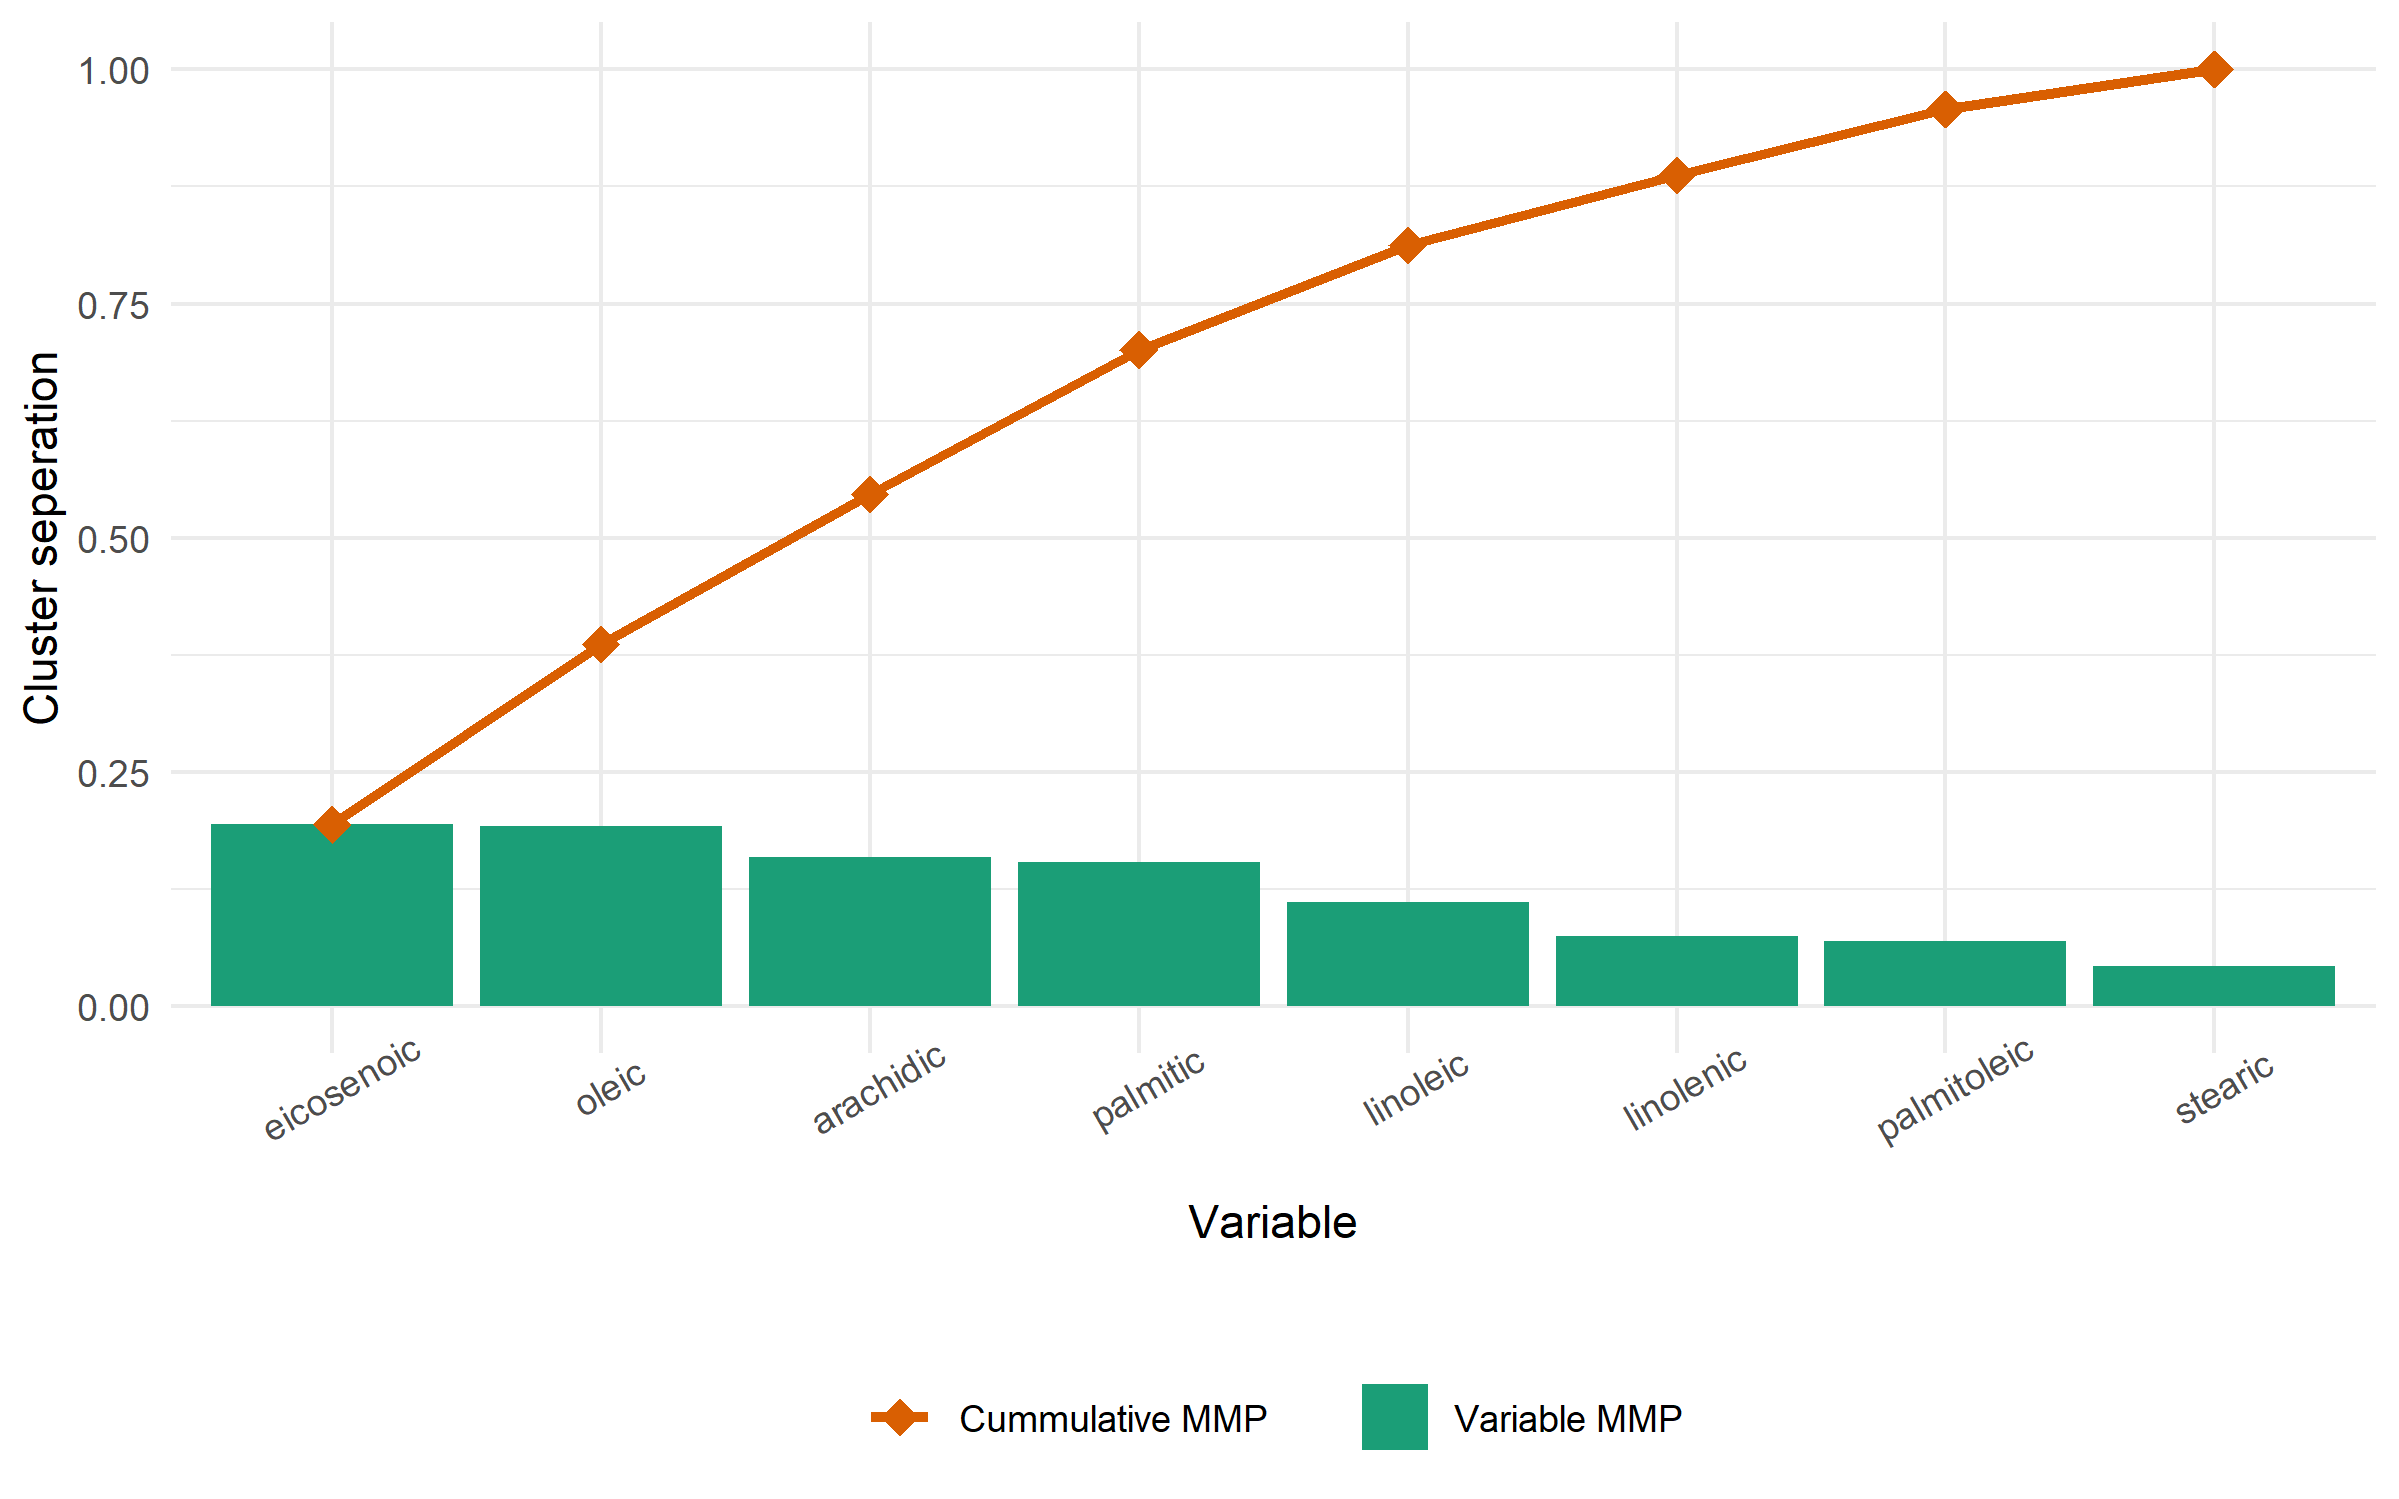 1.00
0.75
0.50
0.25
0.00
Cluster seperation
eicosenoic
oleic
arachidic
palmitic
linoleic
linolenic
palmitoleic
stearic
Variable
Cummulative MMP
Variable MMP